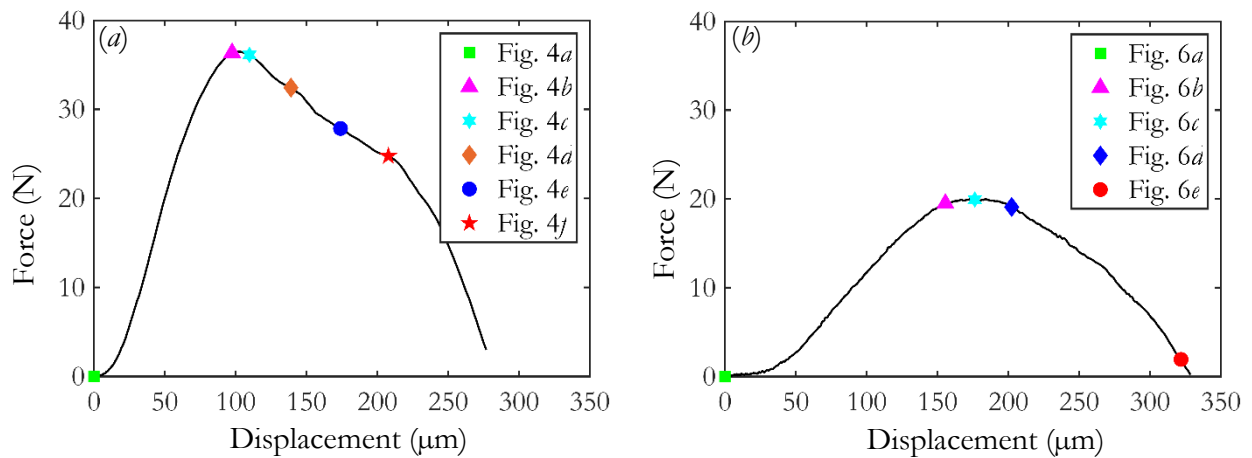 (a)
40
30
20
10
0
Force (N)
0 50 100 150 200 250 300 350
Displacement (µm)
Fig. 4a
Fig. 4b
Fig. 4c
Fig. 4d
Fig. 4e
Fig. 4f
(b)
40
30
20
10
0
Force (N)
0 50 100 150 200 250 300 350
Displacement (µm)
Fig. 6a
Fig. 6b
Fig. 6c
Fig. 6d
Fig. 6e